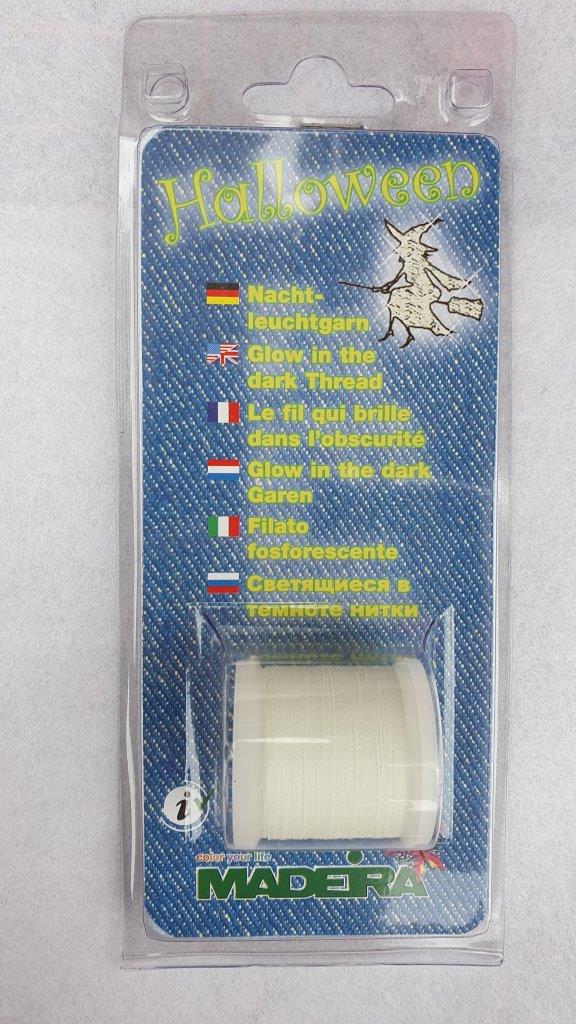 Halloween
Nacht-
leuchtgarn
Glow in the
dark Thread
Le fil qui brille
dans l'obscurité
Glow in the dark
Garen
Filato
fosforescente
Светящиеся в
темноте нитки
i
color your life
MADEIRA